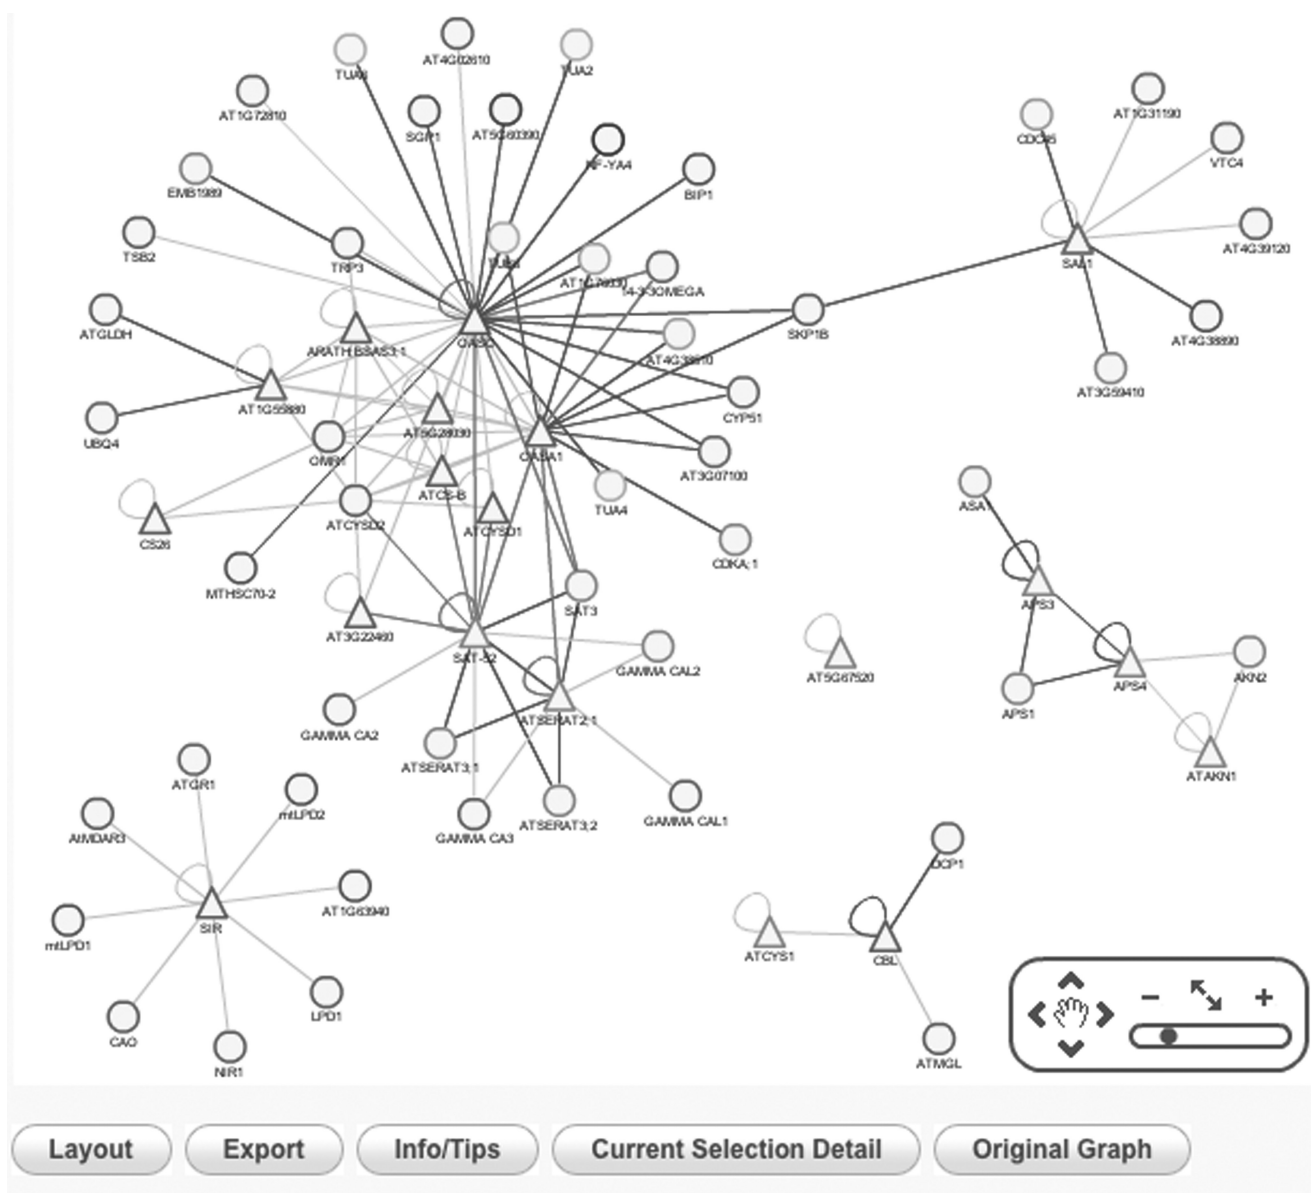 AT4G02610
TUA2
AT1G72810
SGP1
AT5G60390
NF-YA4
CDC45
AT1G31190
VTC4
EMB1989
BIP1
TSB2
TRP3
14-3-3OMEGA
SAL1
AT4G39120
ATGLDH
ARATH;BSAS3;1
OASC
SKP1B
AT4G38890
AT1G55880
AT3G59410
UBQ4
AT5G28030
CYP51
OMR1
OASA1
AT3G07100
ATCS-B
TUA4
ATCYSD2
ATCYSD1
CS26
CDKA;1
MTHSC70-2
AT3G22460
SAT3
SAT-52
GAMMA CAL2
ASA1
APS3
AT5G67520
APS4
AKN2
APS1
GAMMA CA2
ATSERAT2;1
ATSERAT3;1
ATAKN1
ATGR1
mtLPD2
AtMDAR3
GAMMA CA3
ATSERAT3;2
GAMMA CAL1
DCP1
AT1G63940
SIR
mtLPD1
ATCYS1
CBL
LPD1
CAO
NIR1
ATMGL
− +
Layout Export Info/Tips Current Selection Detail Original Graph